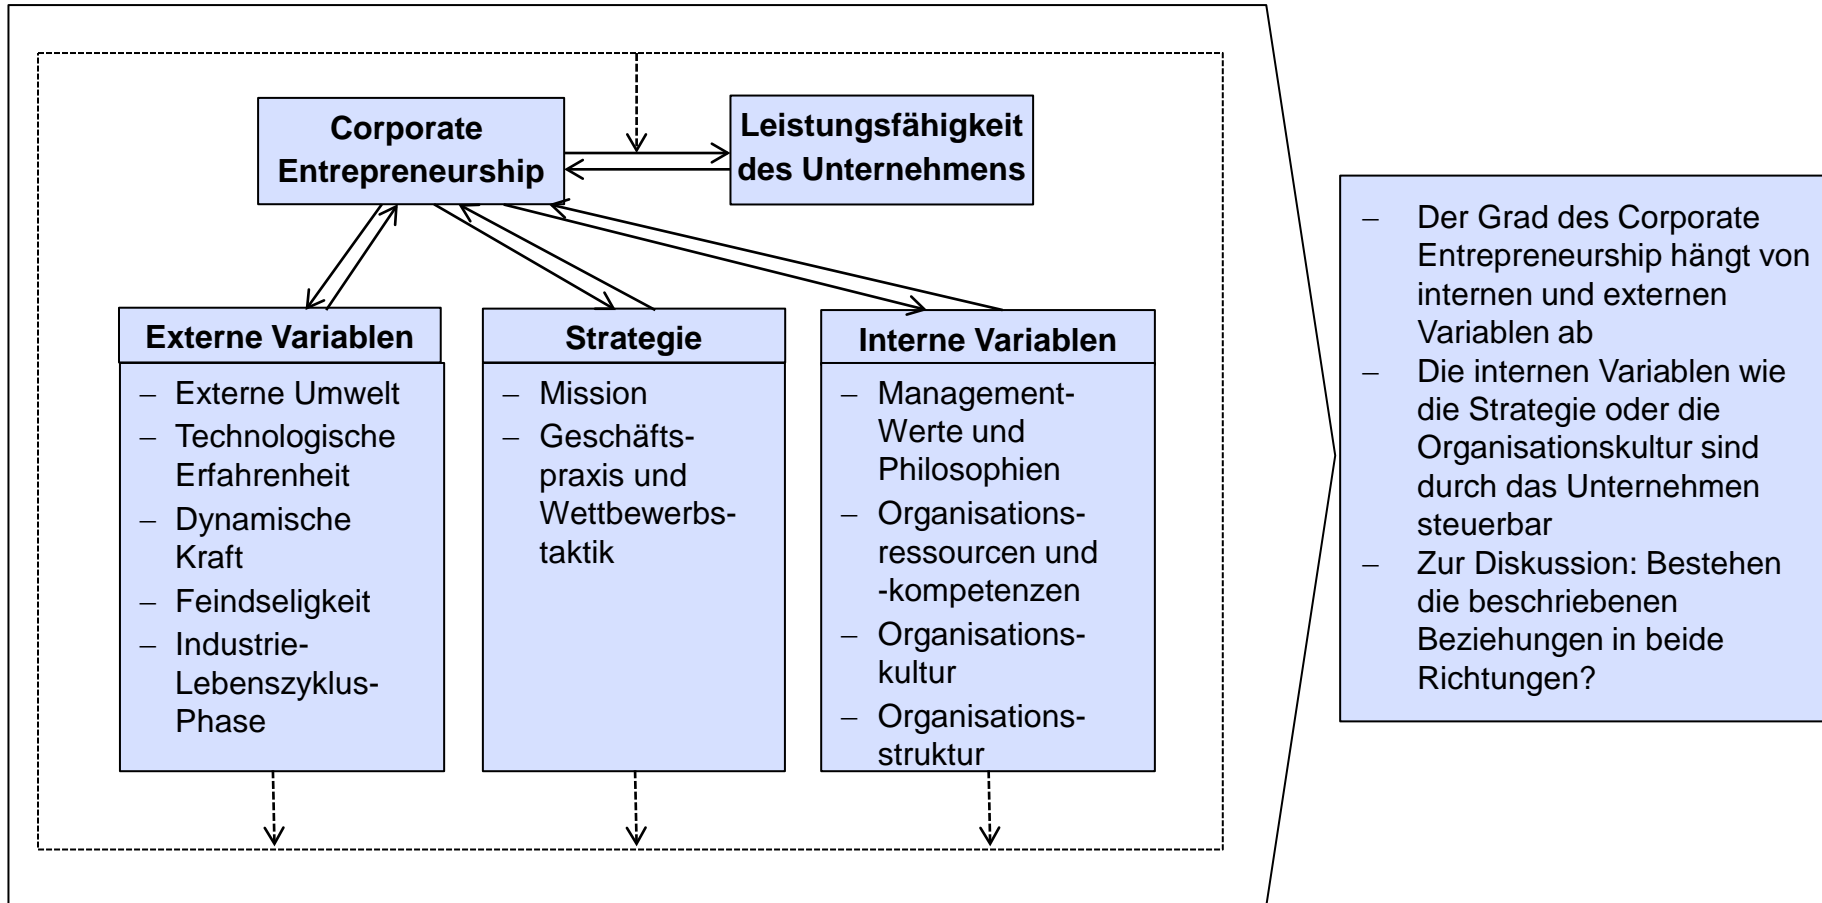 Corporate
Entrepreneurship
Leistungsfähigkeit
des Unternehmens
Externe Variablen
– Externe Umwelt
– Technologische
Erfahrenheit
– Dynamische
Kraft
– Feindseligkeit
– Industrie-
Lebenszyklus-
Phase
Strategie
– Mission
– Geschäfts-
praxis und
Wettbewerbs-
taktik
Interne Variablen
– Management-
Werte und
Philosophien
– Organisations-
ressourcen und
-kompetenzen
– Organisations-
kultur
– Organisations-
struktur
– Der Grad des Corporate
Entrepreneurship hängt von
internen und externen
Variablen ab
– Die internen Variablen wie
die Strategie oder die
Organisationskultur sind
durch das Unternehmen
steuerbar
– Zur Diskussion: Bestehen
die beschriebenen
Beziehungen in beide
Richtungen?